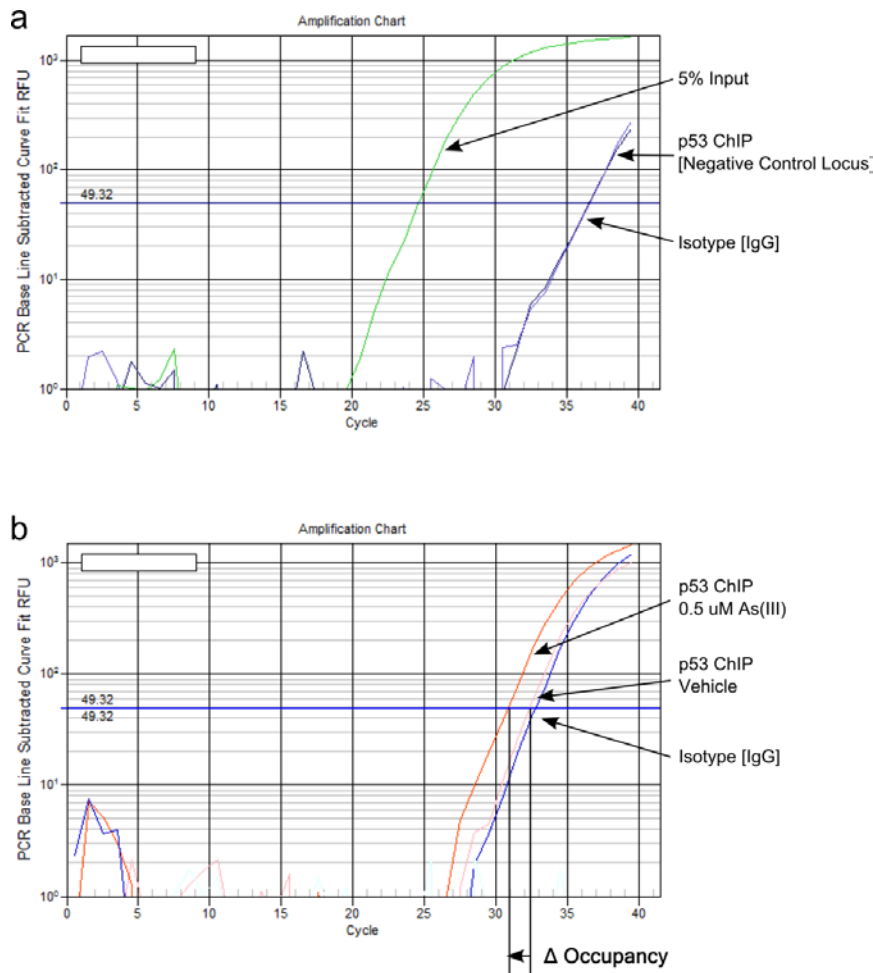 a
Amplification Chart
PCR Base Line Subtracted Curve Fit RFU
10³
10²
10¹
10⁰
49.32
0 5 10 15 20 25 30 35 40
Cycle
5% Input
p53 ChIP
[Negative Control Locus]
Isotype [IgG]
b
Amplification Chart
PCR Base Line Subtracted Curve Fit RFU
10³
10²
10¹
10⁰
49.32
49.32
0 5 10 15 20 25 30 35 40
Cycle
p53 ChIP
0.5 uM As(III)
p53 ChIP
Vehicle
Isotype [IgG]
Δ Occupancy